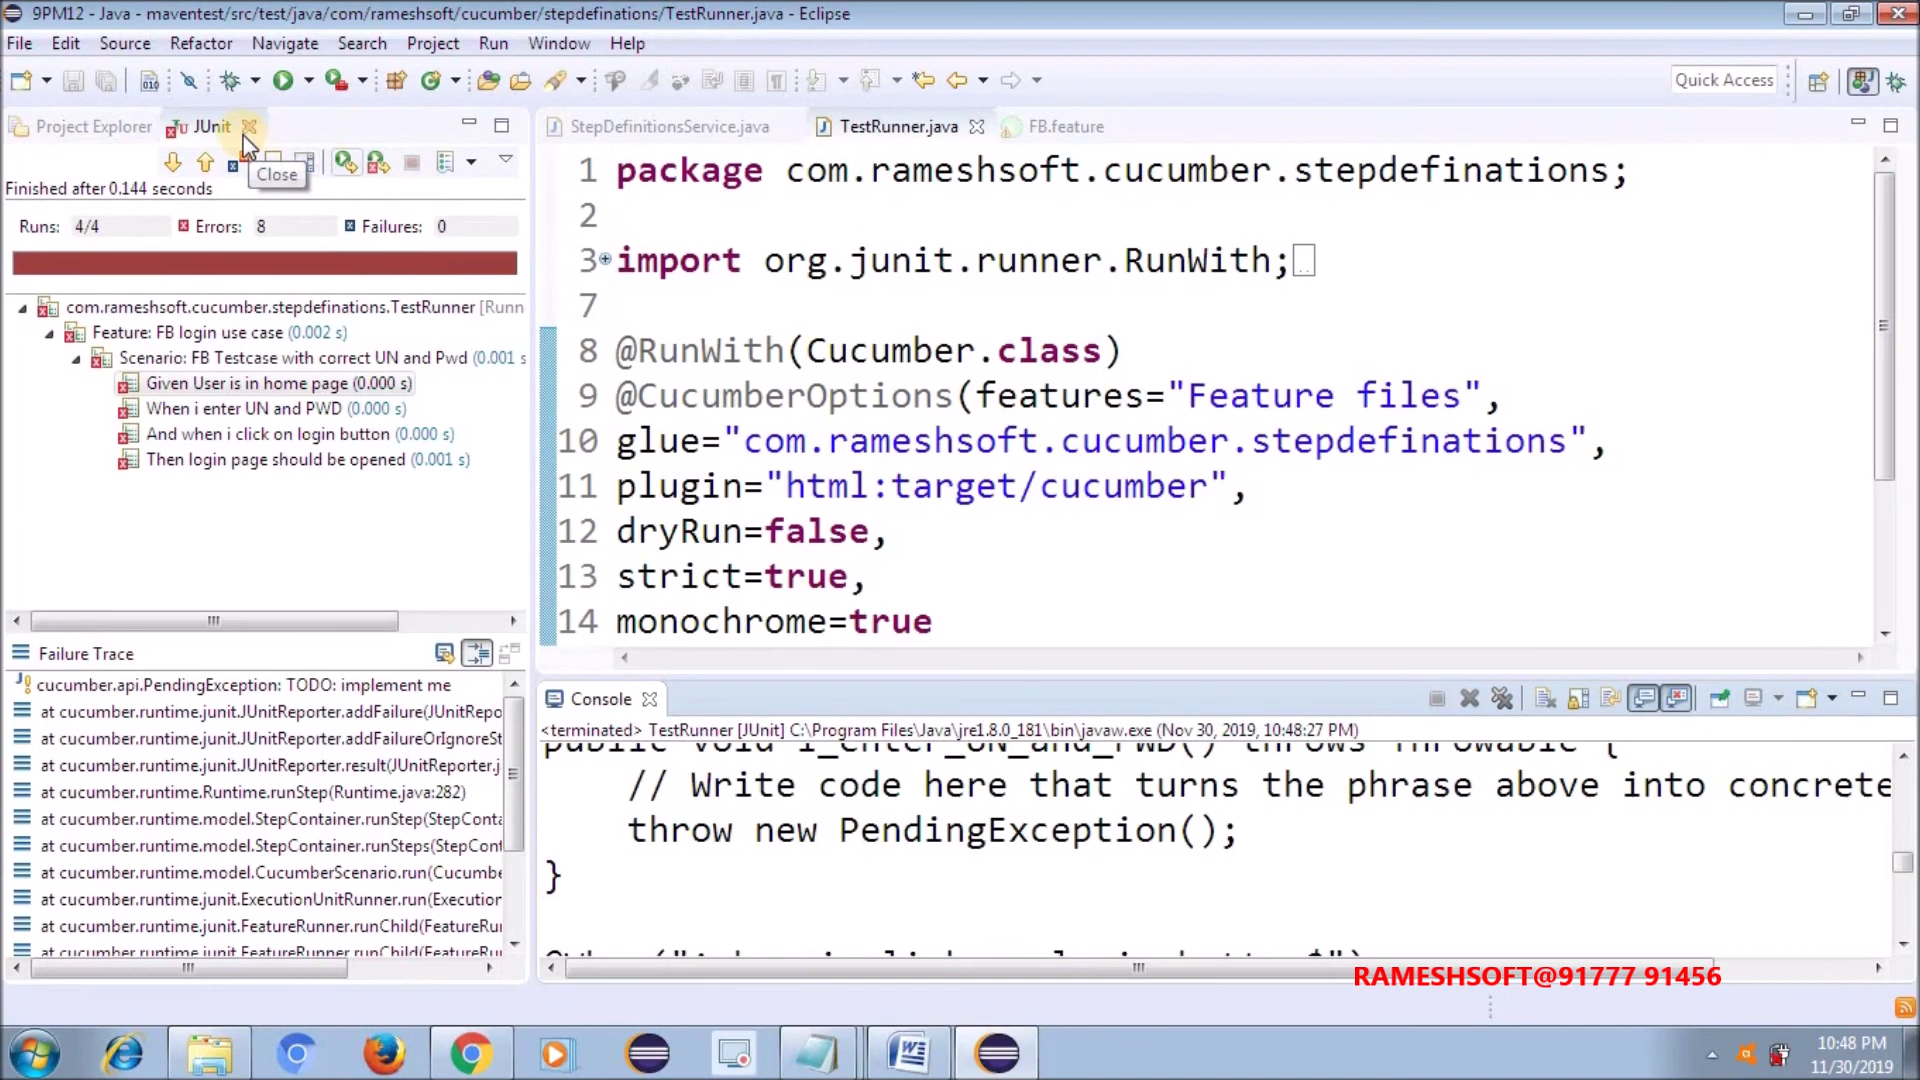 9PM12 - Java - maventest/src/test/java/com/rameshsoft/cucumber/stepdefinations/TestRunner.java - Eclipse
File Edit Source Refactor Navigate Search Project Run Window Help
Quick Access
Project Explorer JUnit
StepDefinitionsService.java TestRunner.java FB.feature
Close
Finished after 0.144 seconds
Runs: 4/4 Errors: 8 Failures: 0
com.rameshsoft.cucumber.stepdefinations.TestRunner [Runn
Feature: FB login use case (0.002 s)
Scenario: FB Testcase with correct UN and Pwd (0.001 s
Given User is in home page (0.000 s)
When i enter UN and PWD (0.000 s)
And when i click on login button (0.000 s)
Then login page should be opened (0.001 s)
Failure Trace
cucumber.api.PendingException: TODO: implement me
at cucumber.runtime.junit.JUnitReporter.addFailure(JUnitRepo
at cucumber.runtime.junit.JUnitReporter.addFailureOrIgnoreSt
at cucumber.runtime.junit.JUnitReporter.result(JUnitReporter.j
at cucumber.runtime.Runtime.runStep(Runtime.java:282)
at cucumber.runtime.model.StepContainer.runStep(StepConta
at cucumber.runtime.model.StepContainer.runSteps(StepCont
at cucumber.runtime.model.CucumberScenario.run(Cucumbe
at cucumber.runtime.junit.ExecutionUnitRunner.run(Execution
at cucumber.runtime.junit.FeatureRunner.runChild(FeatureRu
at cucumber.runtime.junit.FeatureRunner.runChild(FeatureRu
1 package com.rameshsoft.cucumber.stepdefinations;
2
3 import org.junit.runner.RunWith;
7
8 @RunWith(Cucumber.class)
9 @CucumberOptions(features="Feature files",
10 glue="com.rameshsoft.cucumber.stepdefinations",
11 plugin="html:target/cucumber",
12 dryRun=false,
13 strict=true,
14 monochrome=true
Console
<terminated> TestRunner [JUnit] C:\Program Files\Java\jre1.8.0_181\bin\javaw.exe (Nov 30, 2019, 10:48:27 PM)
public void i_enter_UN_and_PWD() throws Throwable {
// Write code here that turns the phrase above into concrete
throw new PendingException();
}
RAMESHSOFT@91777 91456
10:48 PM
11/30/2019